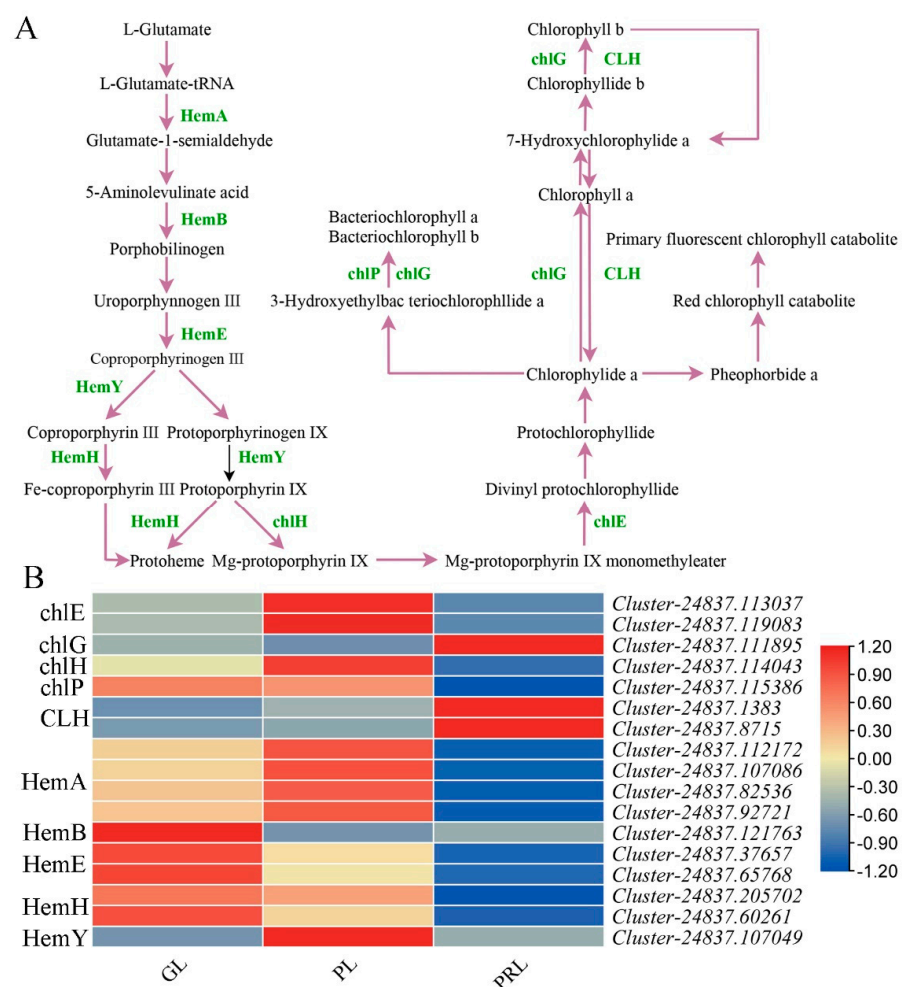 A
L-Glutamate
L-Glutamate-tRNA
HemA
Glutamate-1-semialdehyde
5-Aminolevulinate acid
HemB
Porphobilinogen
Uroporphynnogen III
HemE
Coproporphyrinogen III
HemY
Coproporphyrin III Protoporphyrinogen IX
HemH HemY
Fe-coproporphyrin III Protoporphyrin IX
HemH chlH
Protoheme Mg-protoporphyrin IX Mg-protoporphyrin IX monomethyleater
chlE
Divinyl protochlorophyllide
Protochlorophyllide
Chlorophylide a
Pheophorbide a
Red chlorophyll catabolite
Primary fluorescent chlorophyll catabolite
chlG CLH
3-Hydroxyethylbac teriochlorophllide a
chlP chlG
Bacteriochlorophyll a
Bacteriochlorophyll b
Chlorophyll a
7-Hydroxychlorophylide a
Chlorophyllide b
chlG CLH
Chlorophyll b
B
chlE
chlG
chlH
chlP
CLH
HemA
HemB
HemE
HemH
HemY
Cluster-24837.113037
Cluster-24837.119083
Cluster-24837.111895
Cluster-24837.114043
Cluster-24837.115386
Cluster-24837.1383
Cluster-24837.8715
Cluster-24837.112172
Cluster-24837.107086
Cluster-24837.82536
Cluster-24837.92721
Cluster-24837.121763
Cluster-24837.37657
Cluster-24837.65768
Cluster-24837.205702
Cluster-24837.60261
Cluster-24837.107049
GL
PL
PRL
1.20
0.90
0.60
0.30
0.00
-0.30
-0.60
-0.90
-1.20